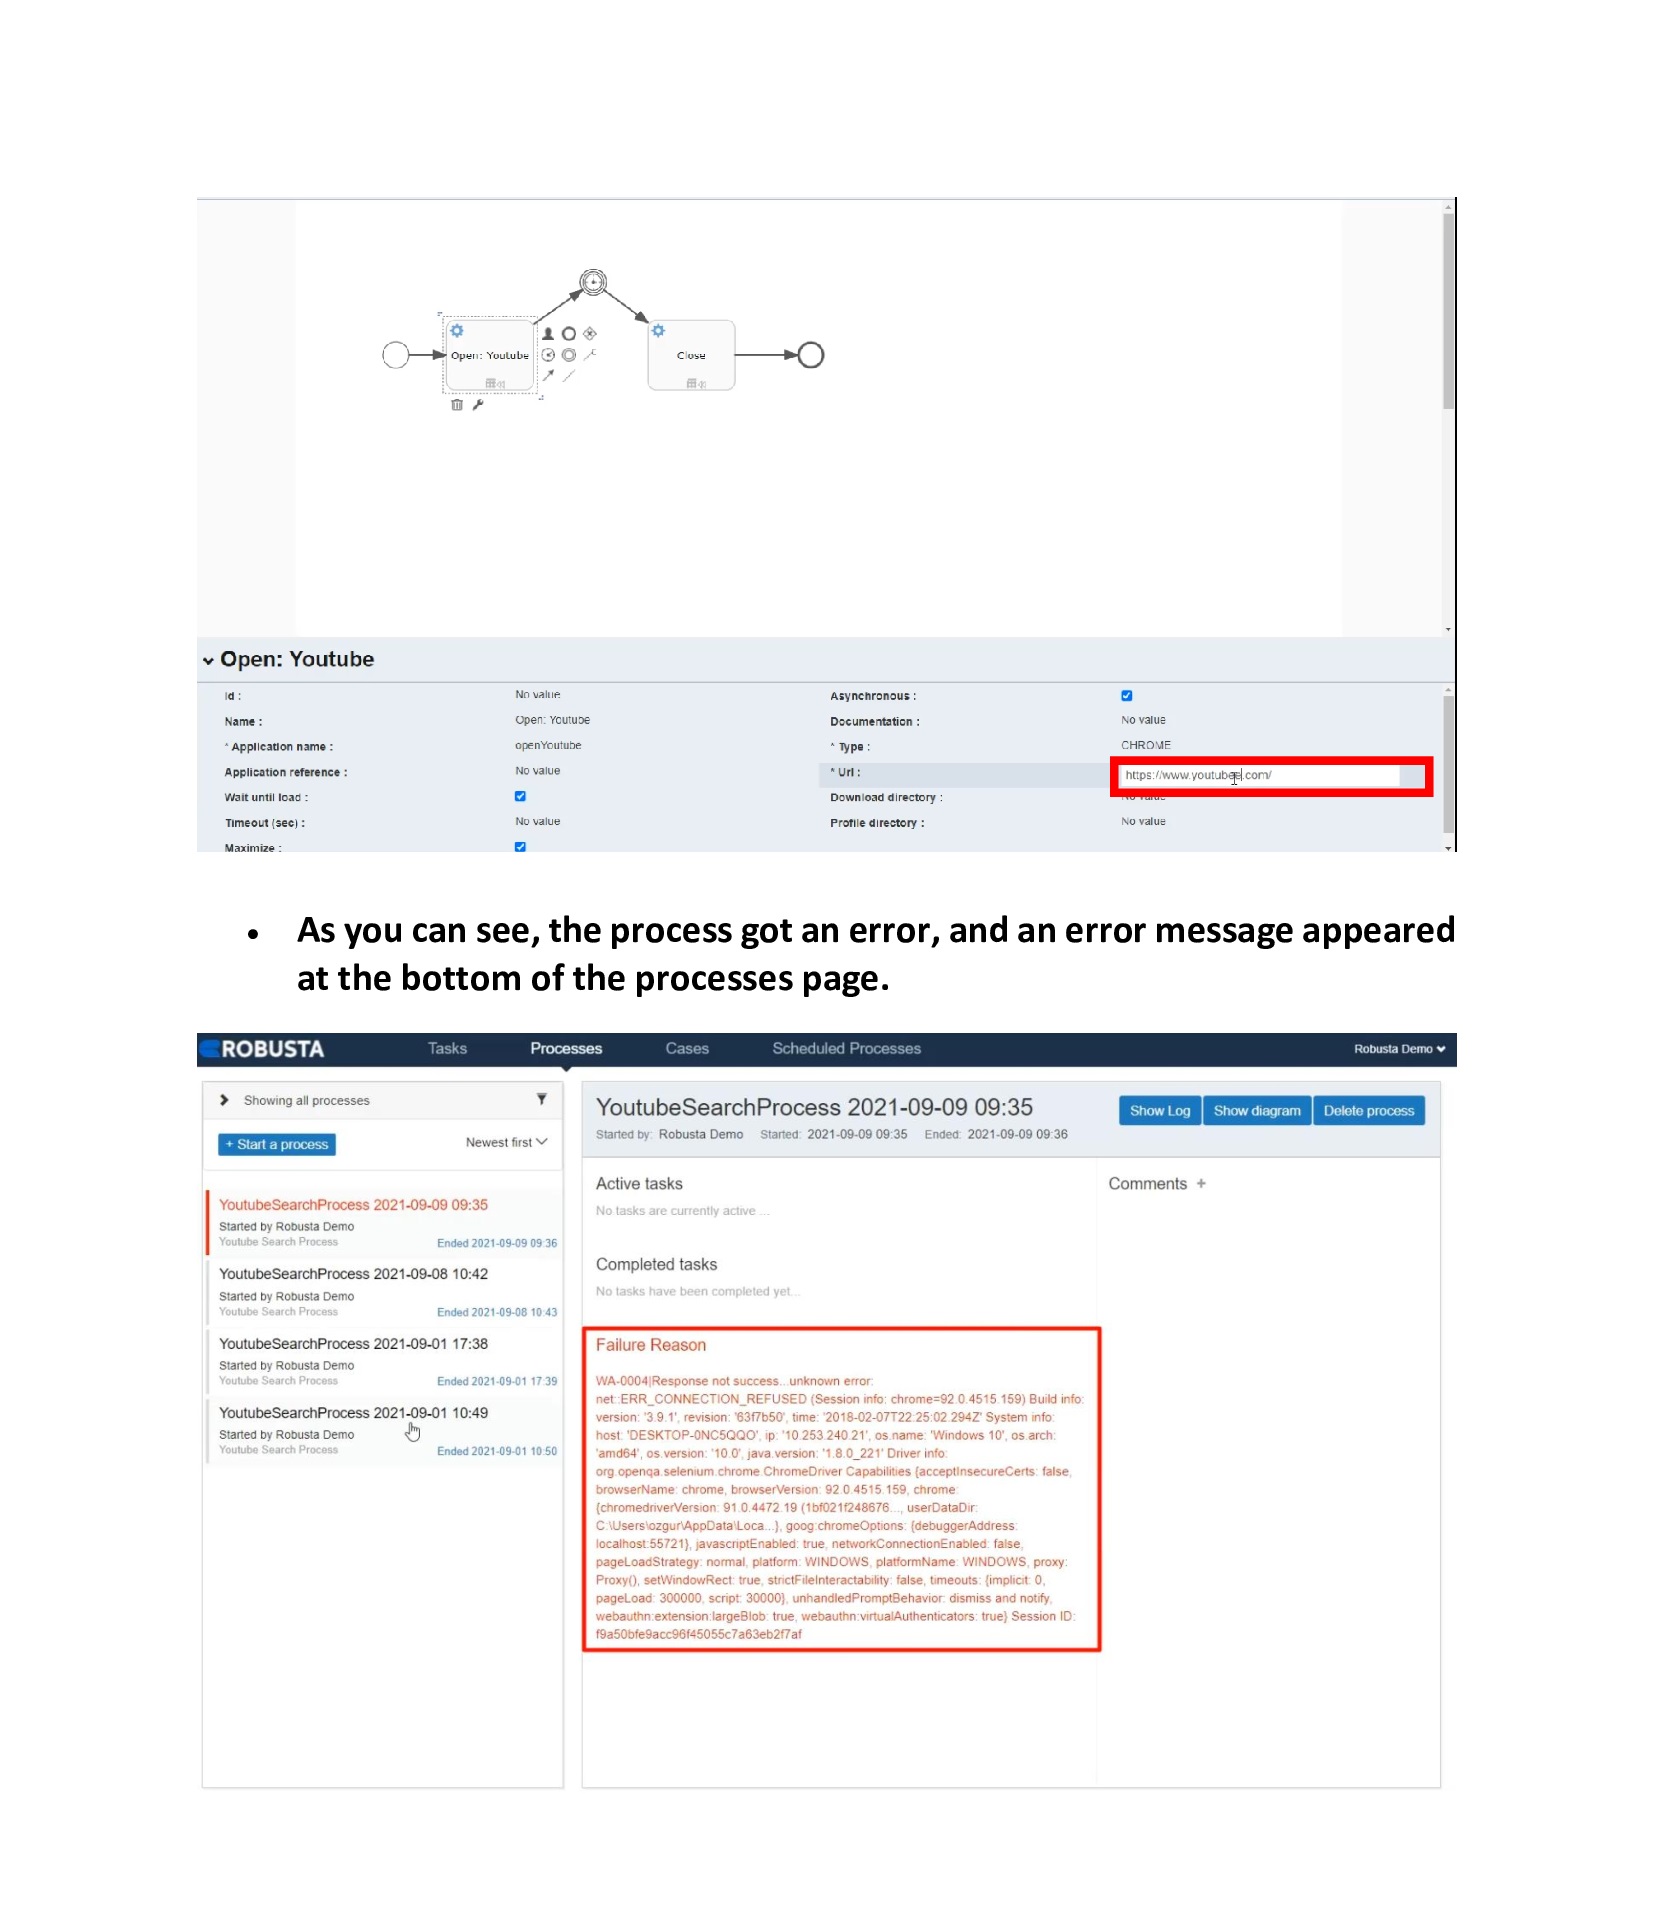 Open: Youtube
Close
Open: Youtube
Id : No value Asynchronous :
Name : Open: Youtube Documentation : No value
* Application name : openYoutube * Type : CHROME
Application reference : No value * Url : https://www.youtubee.com/
Wait until load : Download directory : No value
Timeout (sec) : No value Profile directory : No value
Maximize :
• As you can see, the process got an error, and an error message appeared
at the bottom of the processes page.
ROBUSTA Tasks Processes Cases Scheduled Processes Robusta Demo
Showing all processes
+ Start a process Newest first
YoutubeSearchProcess 2021-09-09 09:35
Started by Robusta Demo
Youtube Search Process Ended 2021-09-09 09:36
YoutubeSearchProcess 2021-09-08 10:42
Started by Robusta Demo
Youtube Search Process Ended 2021-09-08 10:43
YoutubeSearchProcess 2021-09-01 17:38
Started by Robusta Demo
Youtube Search Process Ended 2021-09-01 17:39
YoutubeSearchProcess 2021-09-01 10:49
Started by Robusta Demo
Youtube Search Process Ended 2021-09-01 10:50
YoutubeSearchProcess 2021-09-09 09:35
Started by: Robusta Demo Started: 2021-09-09 09:35 Ended: 2021-09-09 09:36
Show Log Show diagram Delete process
Active tasks
No tasks are currently active ...
Completed tasks
No tasks have been completed yet...
Comments +
Failure Reason
WA-0004|Response not success...unknown error:
net::ERR_CONNECTION_REFUSED (Session info: chrome=92.0.4515.159) Build info:
version: '3.9.1', revision: '63f7b50', time: '2018-02-07T22:25:02.294Z' System info:
host: 'DESKTOP-0NC5QQO', ip: '10.253.240.21', os.name: 'Windows 10', os.arch:
'amd64', os.version: '10.0', java.version: '1.8.0_221' Driver info:
org.openqa.selenium.chrome.ChromeDriver Capabilities {acceptInsecureCerts: false,
browserName: chrome, browserVersion: 92.0.4515.159, chrome:
{chromedriverVersion: 91.0.4472.19 (1bf021f248676..., userDataDir:
C:\Users\ozgur\AppData\Loca...}, goog:chromeOptions: {debuggerAddress:
localhost:55721}, javascriptEnabled: true, networkConnectionEnabled: false,
pageLoadStrategy: normal, platform: WINDOWS, platformName: WINDOWS, proxy:
Proxy(), setWindowRect: true, strictFileInteractability: false, timeouts: {implicit: 0,
pageLoad: 300000, script: 30000}, unhandledPromptBehavior: dismiss and notify,
webauthn:extension:largeBlob: true, webauthn:virtualAuthenticators: true} Session ID:
f9a50bfe9acc96f45055c7a63eb2f7af